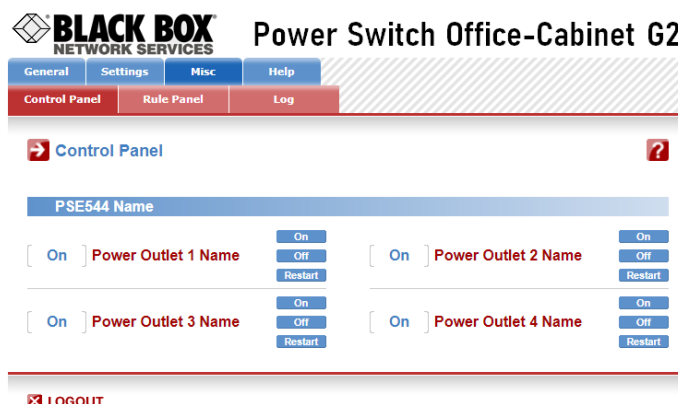 BLACK BOX
NETWORK SERVICES
Power Switch Office-Cabinet G2
General Settings Misc Help
Control Panel Rule Panel Log
Control Panel ?
PSE544 Name
On Power Outlet 1 Name On Off Restart
On Power Outlet 2 Name On Off Restart
On Power Outlet 3 Name On Off Restart
On Power Outlet 4 Name On Off Restart
LOGOUT